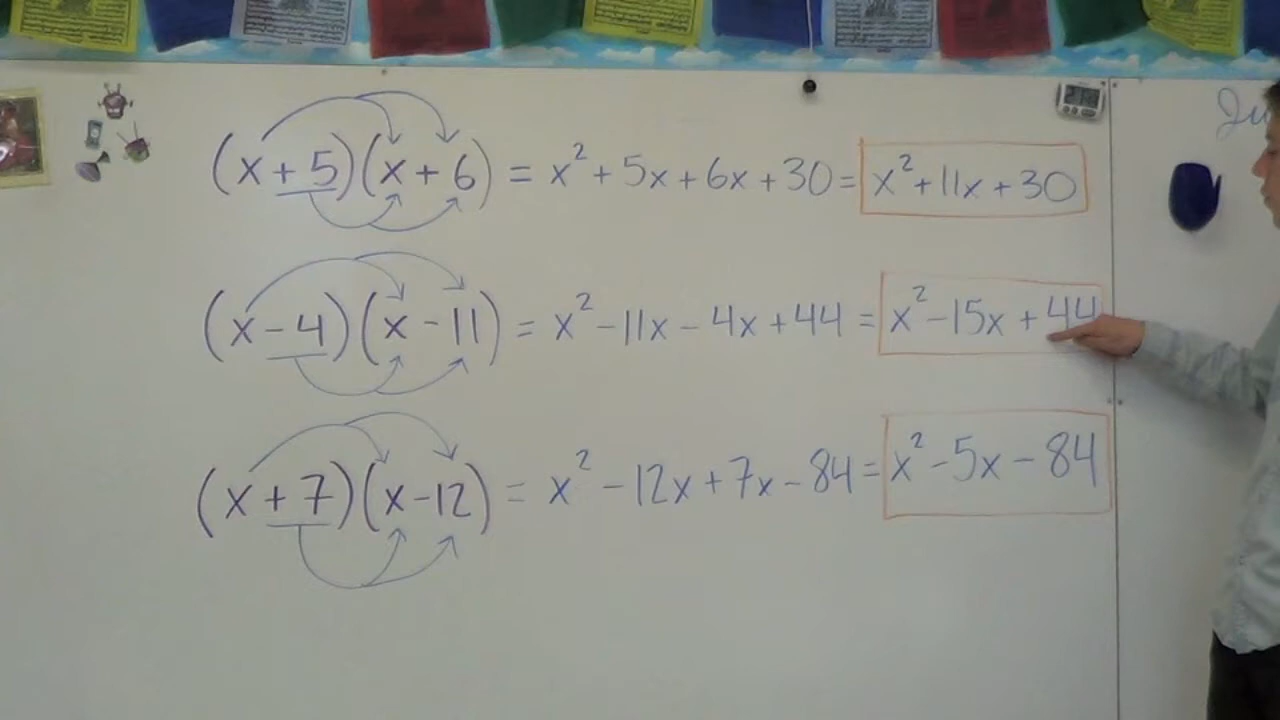 (x + 5)(x + 6) = x² + 5x + 6x + 30 = x² + 11x + 30
(x - 4)(x - 11) = x² - 11x - 4x + 44 = x² - 15x + 44
(x + 7)(x - 12) = x² - 12x + 7x - 84 = x² - 5x - 84